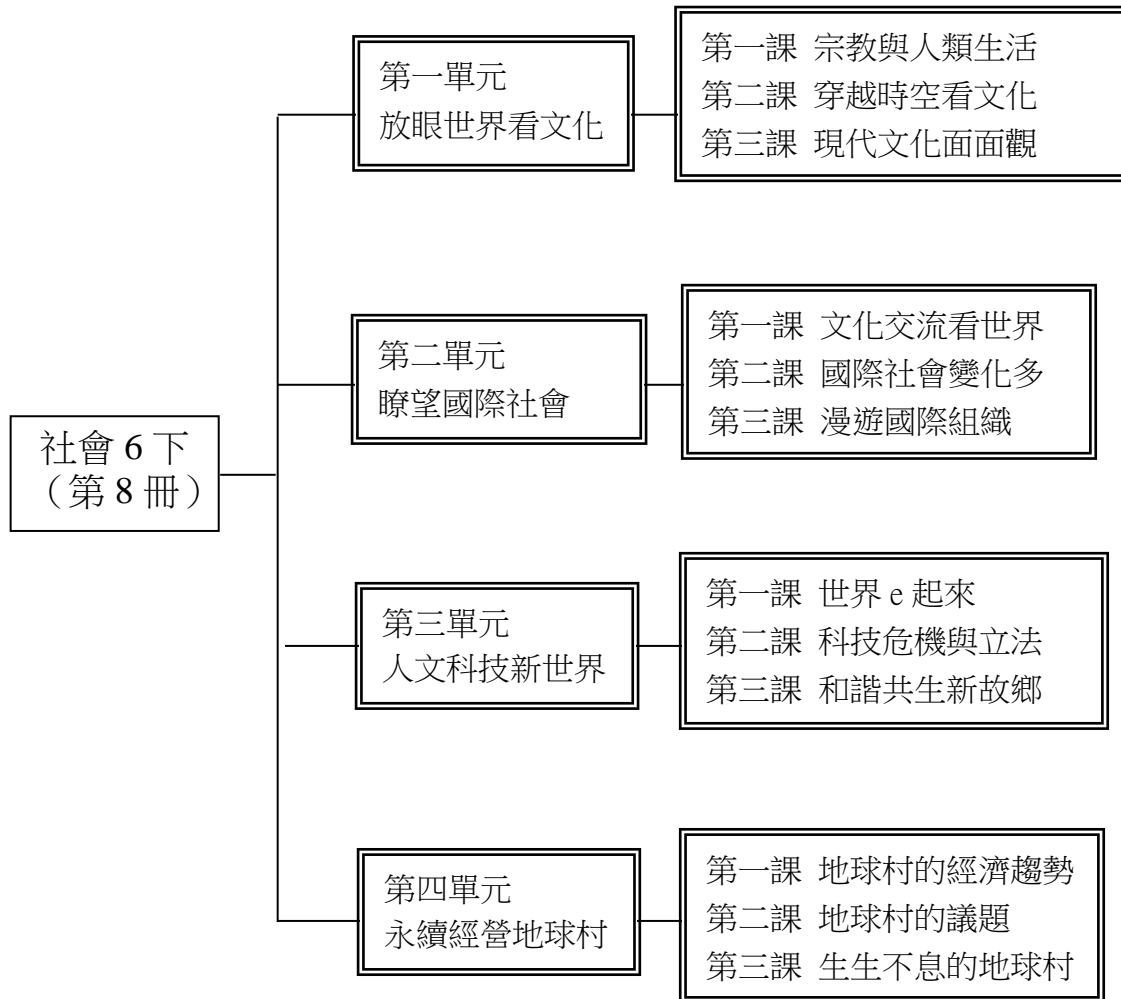 社會 6 下
（第 8 冊）
第一單元
放眼世界看文化
第一課 宗教與人類生活
第二課 穿越時空看文化
第三課 現代文化面面觀
第二單元
瞭望國際社會
第一課 文化交流看世界
第二課 國際社會變化多
第三課 漫遊國際組織
第三單元
人文科技新世界
第一課 世界 e 起來
第二課 科技危機與立法
第三課 和諧共生新故鄉
第四單元
永續經營地球村
第一課 地球村的經濟趨勢
第二課 地球村的議題
第三課 生生不息的地球村